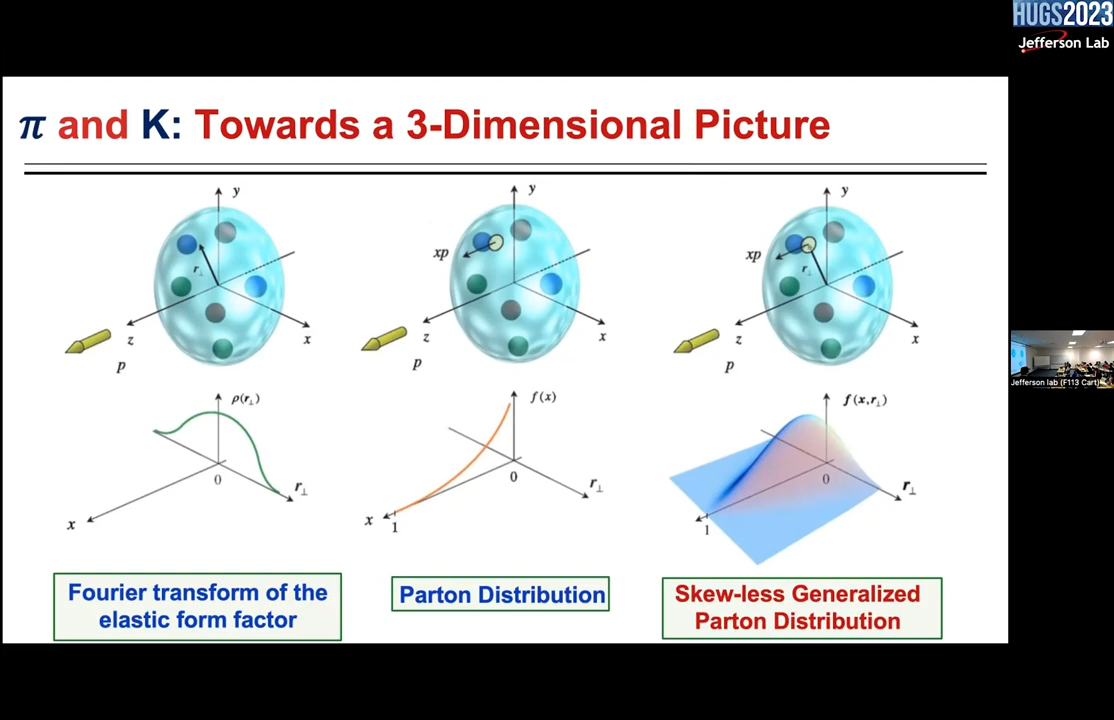 HUGS2023
Jefferson Lab
π and K: Towards a 3-Dimensional Picture
y
r⊥
z
x
p
y
xp
z
x
p
y
xp
r⊥
z
x
p
ρ(r⊥)
0
r⊥
x
f(x)
0
r⊥
x
1
f(x,r⊥)
0
r⊥
1
Fourier transform of the
elastic form factor
Parton Distribution
Skew-less Generalized
Parton Distribution
Jefferson lab (F113 Cart)